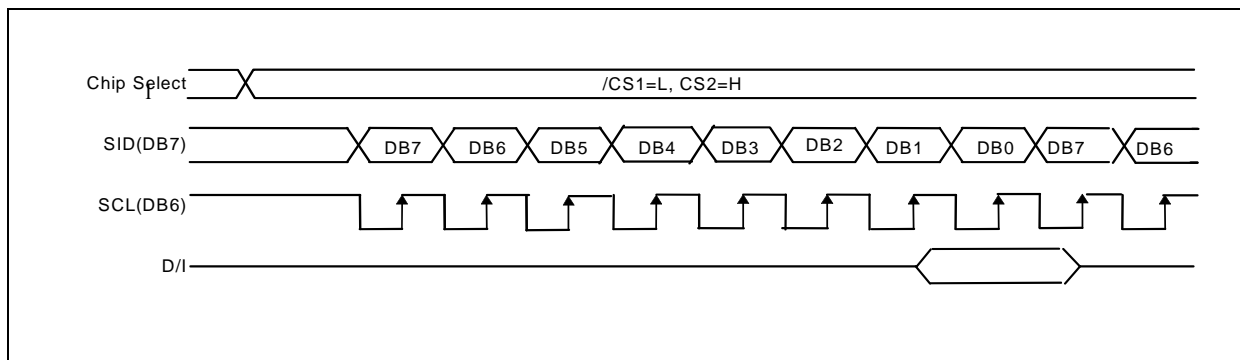 Chip Select
/CS1=L, CS2=H
SID(DB7)
DB7 DB6 DB5 DB4 DB3 DB2 DB1 DB0 DB7 DB6
SCL(DB6)
D/I